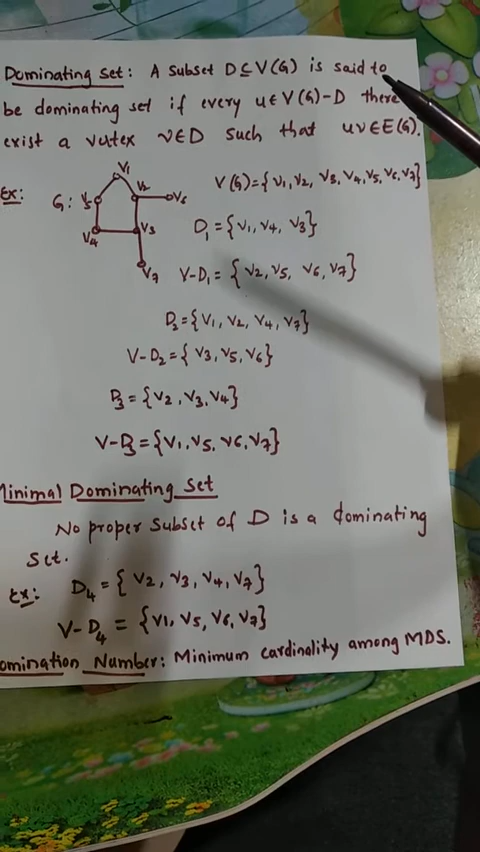 Dominating Set: A subset D⊆V(G) is said to
be dominating set if every u∈V(G)-D there
exist a vertex v∈D such that uv∈E(G).
Ex: G: V1 V2 V3 V4 V5 V6 V7
V(G)={V1,V2, V3,V4,V5,V6,V7}
D1={V1,V4, V3}
V-D1={V2,V5, V6,V7}
D2={V1,V2,V4,V7}
V-D2={V3,V5,V6}
D3={V2,V3,V4}
V-D3={V1,V5,V6,V7}
inimal Dominating Set
No proper subset of D is a dominating
Set.
Ex: D4={V2,V3,V4,V7}
V-D4={V1,V5,V6,V7}
omination Number: Minimum cardinality among MDS.